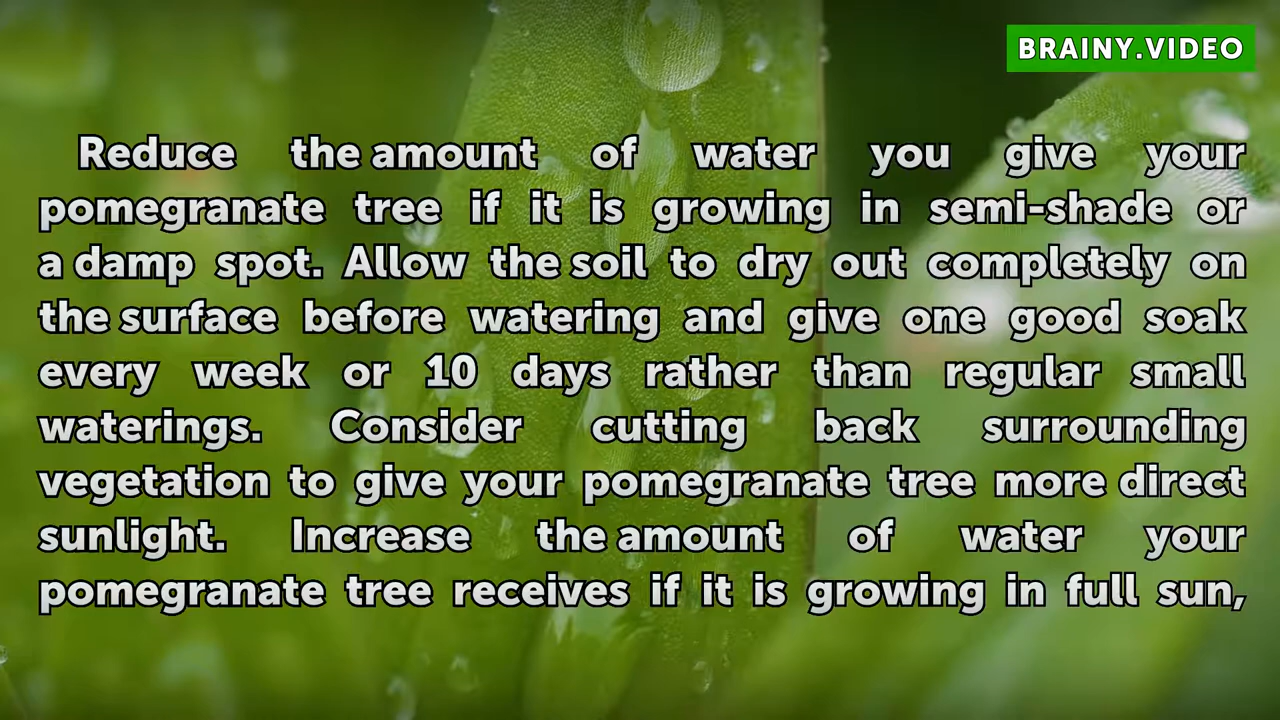 BRAINY.VIDEO
Reduce the amount of water you give your
pomegranate tree if it is growing in semi-shade or
a damp spot. Allow the soil to dry out completely on
the surface before watering and give one good soak
every week or 10 days rather than regular small
waterings. Consider cutting back surrounding
vegetation to give your pomegranate tree more direct
sunlight. Increase the amount of water your
pomegranate tree receives if it is growing in full sun,